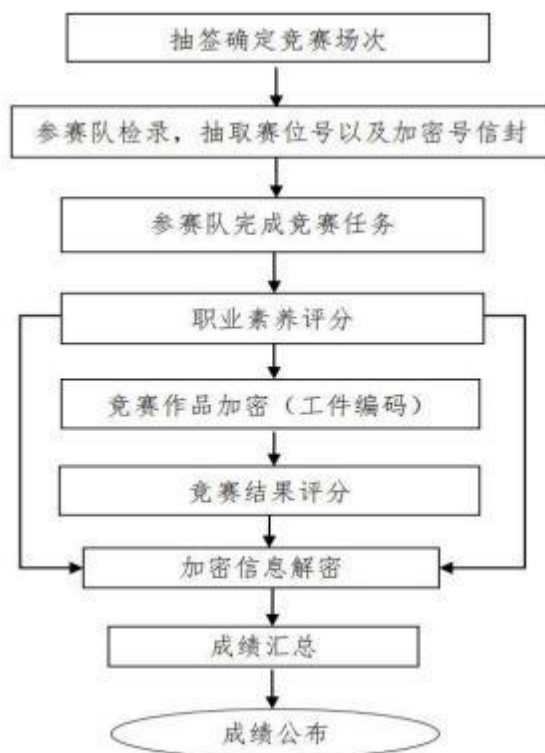 抽签确定竞赛场次
参赛队检录，抽取赛位号以及加密号信封
参赛队完成竞赛任务
职业素养评分
竞赛作品加密（工件编码）
竞赛结果评分
加密信息解密
成绩汇总
成绩公布